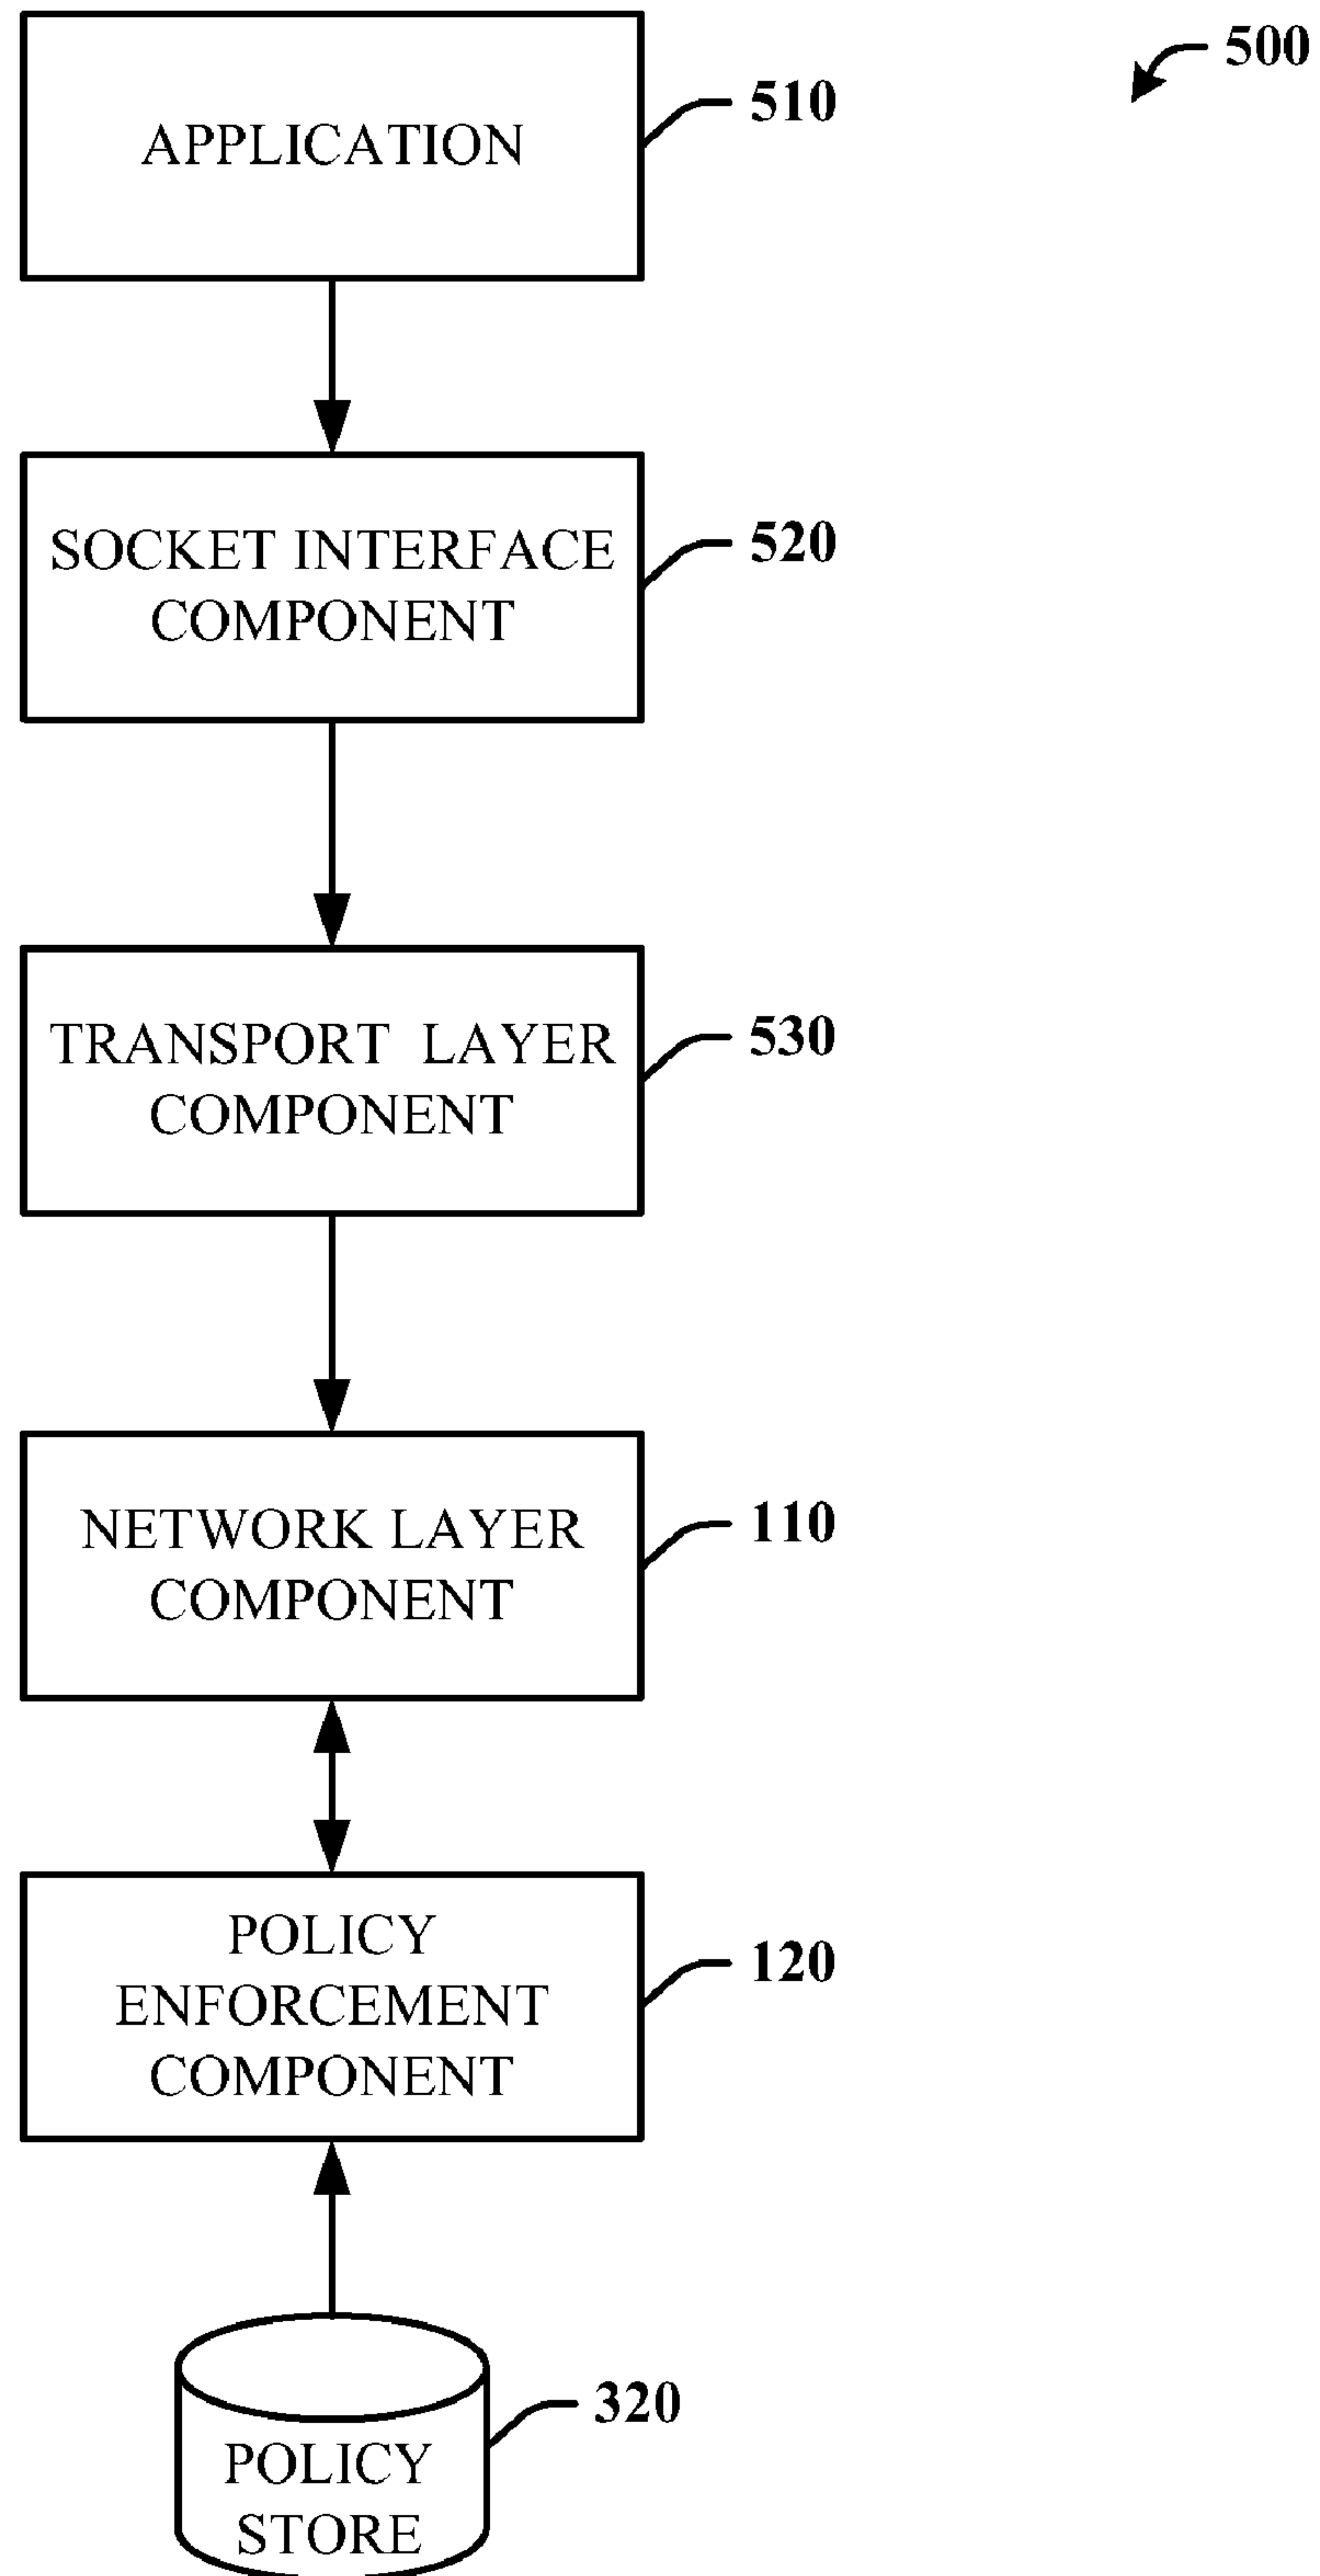 500
APPLICATION
510
SOCKET INTERFACE
COMPONENT
520
TRANSPORT LAYER
COMPONENT
530
NETWORK LAYER
COMPONENT
110
POLICY
ENFORCEMENT
COMPONENT
120
POLICY
STORE
320